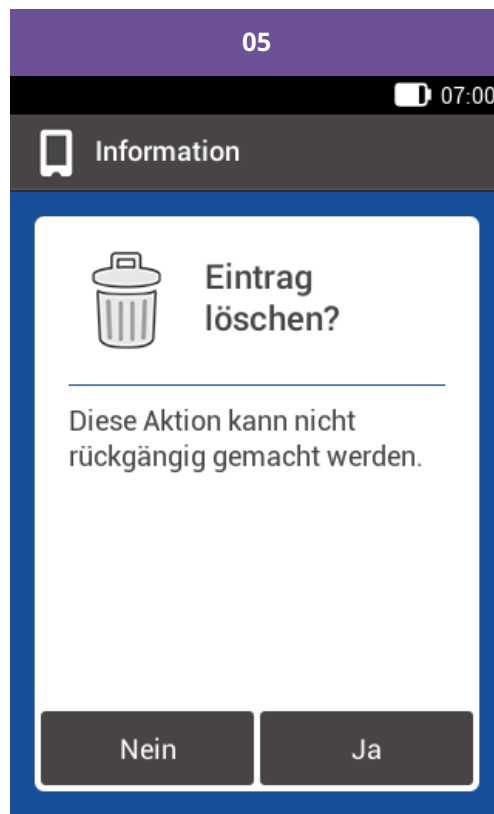 05
07:00
Information
Eintrag
löschen?
Diese Aktion kann nicht
rückgängig gemacht werden.
Nein
Ja